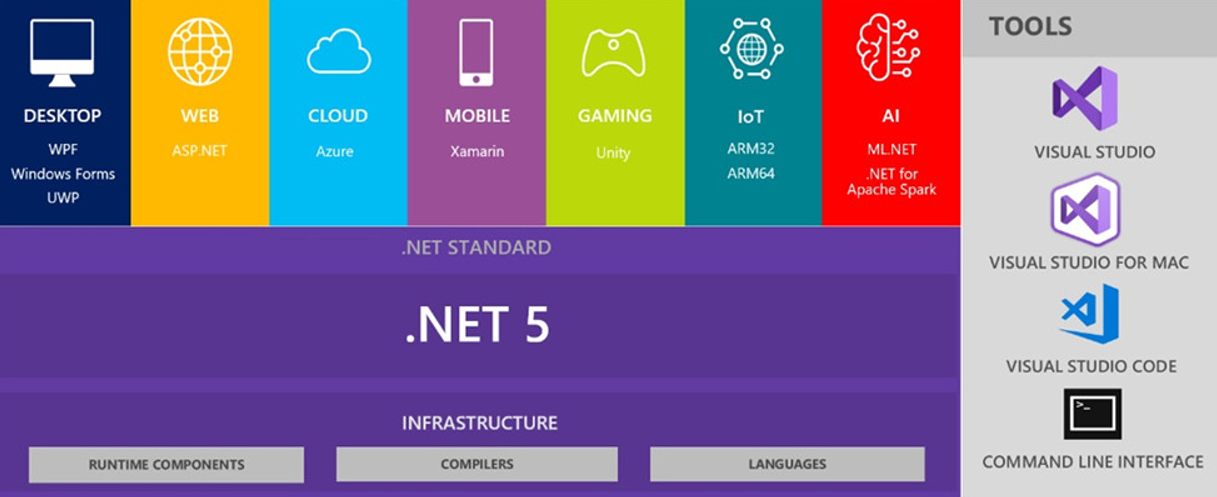 DESKTOP
WPF
Windows Forms
UWP
WEB
ASP.NET
CLOUD
Azure
MOBILE
Xamarin
GAMING
Unity
IoT
ARM32
ARM64
AI
ML.NET
.NET for
Apache Spark
.NET STANDARD
.NET 5
INFRASTRUCTURE
RUNTIME COMPONENTS
COMPILERS
LANGUAGES
TOOLS
VISUAL STUDIO
VISUAL STUDIO FOR MAC
VISUAL STUDIO CODE
>_
COMMAND LINE INTERFACE